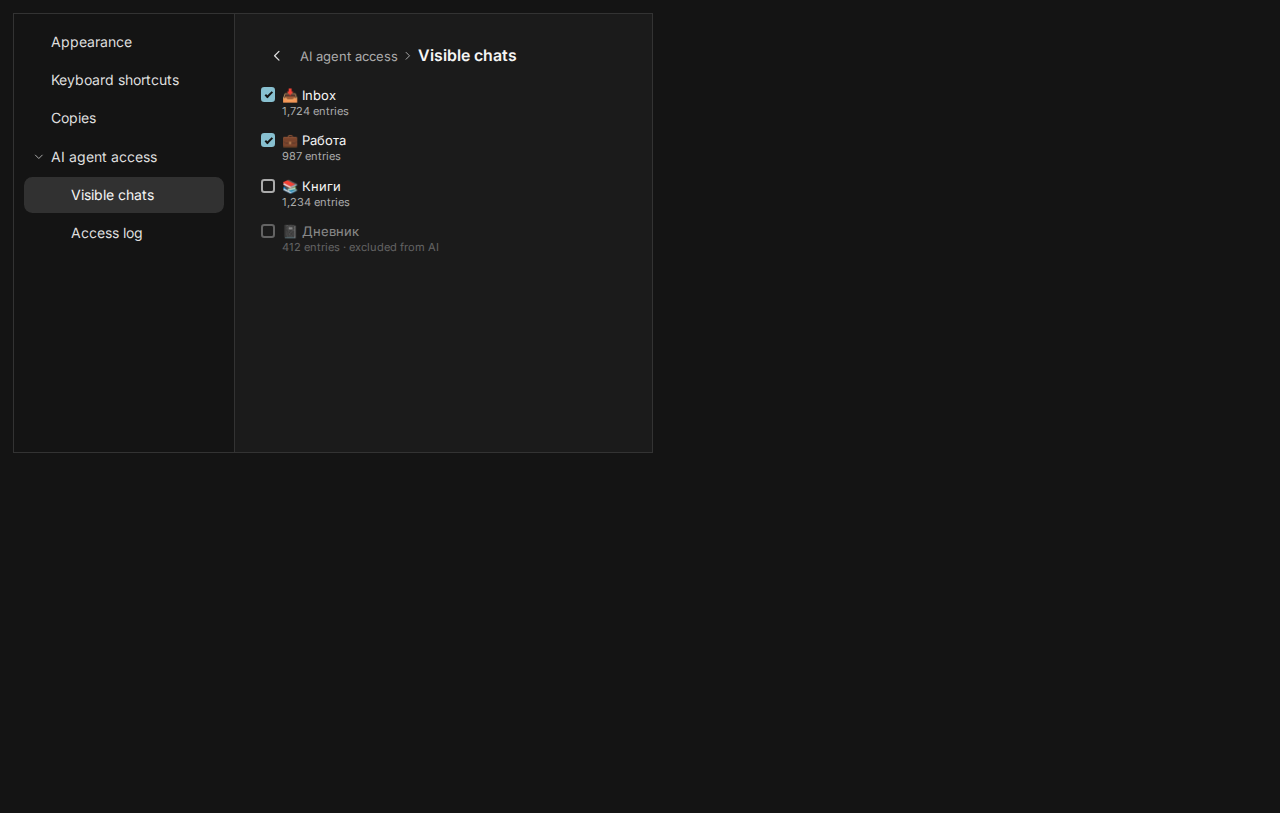 Appearance
Keyboard shortcuts
Copies
AI agent access
Visible chats
Access log
AI agent access > Visible chats
📥 Inbox
1,724 entries
💼 Работа
987 entries
📚 Книги
1,234 entries
📓 Дневник
412 entries · excluded from AI